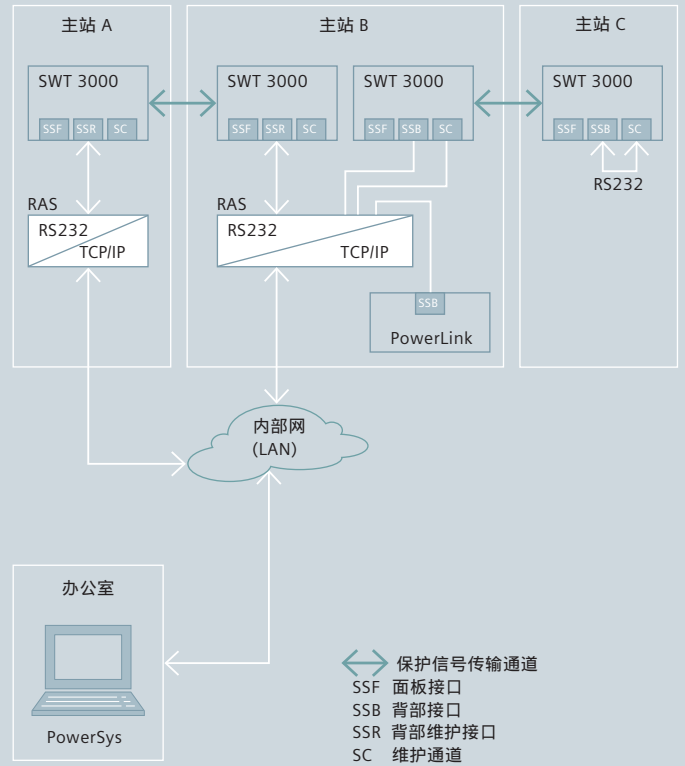 主站 A
主站 B
主站 C
SWT 3000
SWT 3000
SWT 3000
SWT 3000
SSF SSR SC
SSF SSR SC
SSF SSB SC
SSF SSB SC
RS232
RAS
RS232
TCP/IP
RAS
RS232
TCP/IP
SSB
PowerLink
内部网
(LAN)
办公室
PowerSys
保护信号传输通道
SSF 面板接口
SSB 背部接口
SSR 背部维护接口
SC 维护通道